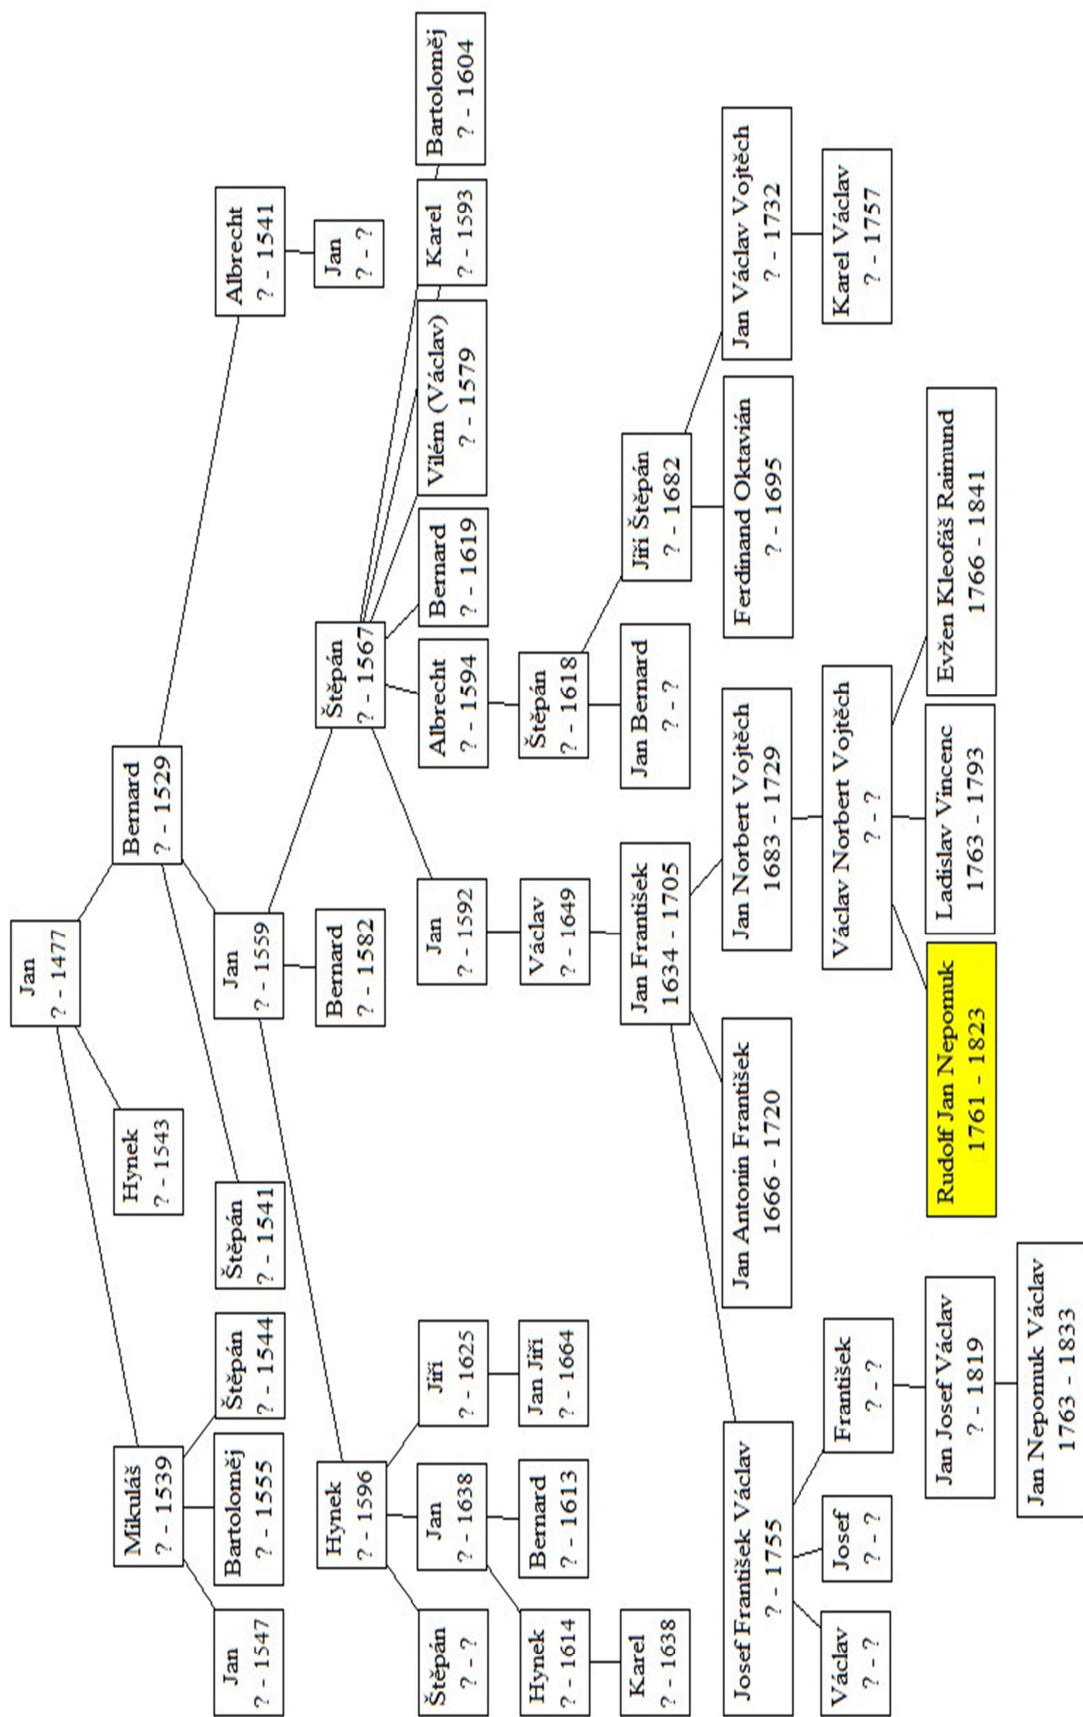 Jan
? - 1477
Mikuláš
? - 1539
Hynek
? - 1543
Bernard
? - 1529
Jan
? - 1547
Bartoloměj
? - 1555
Štěpán
? - 1544
Štěpán
? - 1541
Jan
? - 1559
Albrecht
? - 1541
Hynek
? - 1596
Bernard
? - 1582
Štěpán
? - 1567
Jan
? - ?
Štěpán
? - ?
Jan
? - 1638
Jiří
? - 1625
Jan
? - 1592
Albrecht
? - 1594
Bernard
? - 1619
Vilém (Václav)
? - 1579
Karel
? - 1593
Bartoloměj
? - 1604
Hynek
? - 1614
Bernard
? - 1613
Jan Jiří
? - 1664
Václav
? - 1649
Štěpán
? - 1618
Karel
? - 1638
Jan František
1634 - 1705
Jan Bernard
? - ?
Jiří Štěpán
? - 1682
Josef František Václav
? - 1755
Jan Antonín František
1666 - 1720
Jan Norbert Vojtěch
1683 - 1729
Ferdinand Oktavián
? - 1695
Jan Václav Vojtěch
? - 1732
Václav
? - ?
Josef
? - ?
František
? - ?
Václav Norbert Vojtěch
? - ?
Karel Václav
? - 1757
Jan Josef Václav
? - 1819
Rudolf Jan Nepomuk
1761 - 1823
Ladislav Vincenc
1763 - 1793
Evžen Kleofáš Raimund
1766 - 1841
Jan Nepomuk Václav
1763 - 1833